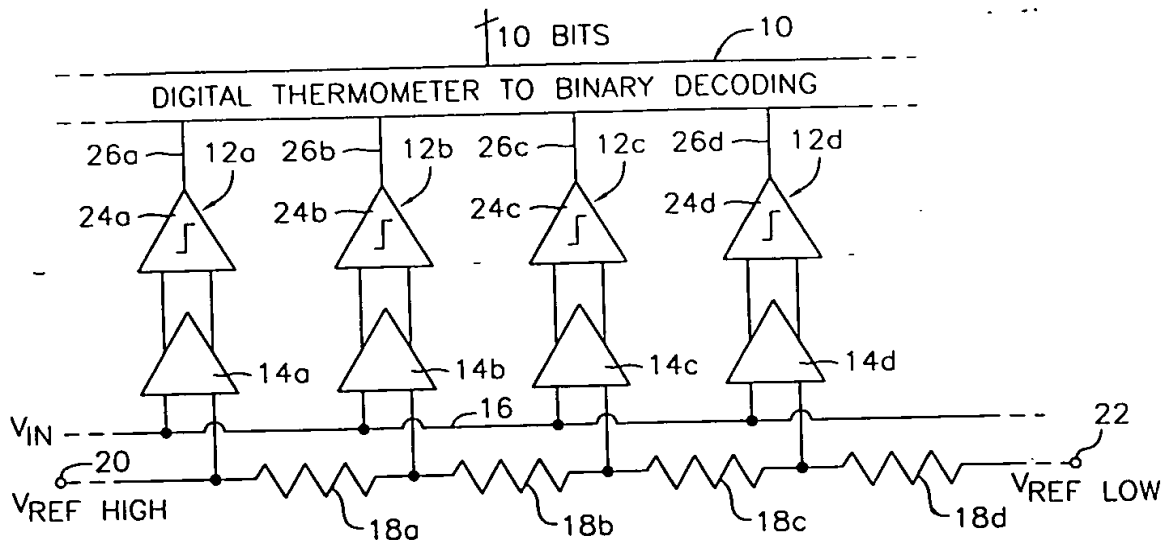 10 BITS
10
DIGITAL THERMOMETER TO BINARY DECODING
26a 12a 26b 12b 26c 12c 26d 12d
24a 24b 24c 24d
14a 14b 14c 14d
VIN 16
20 22
VREF HIGH VREF LOW
18a 18b 18c 18d